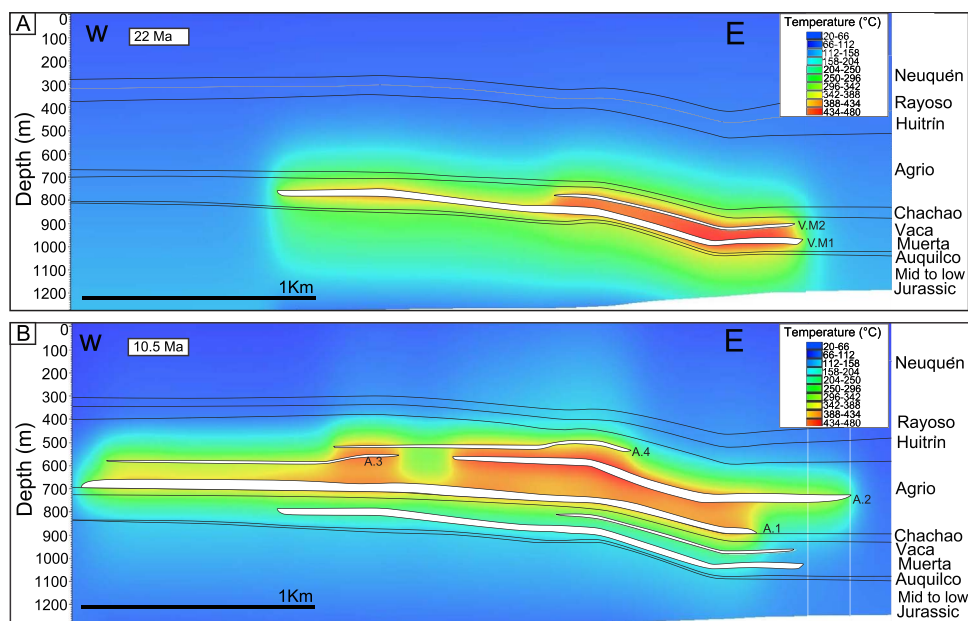 A
W
22 Ma
E
Temperature (°C)
20-66
66-112
112-158
158-204
204-250
250-296
296-342
342-388
388-434
434-480
Depth (m)
0
100
200
300
400
500
600
700
800
900
1000
1100
1200
Neuquén
Rayoso
Huitrín
Agrio
Chachao
Vaca
Muerta
Auquilco
Mid to low
Jurassic
V.M2
V.M1
1Km
B
W
10.5 Ma
E
Temperature (°C)
20-66
66-112
112-158
158-204
204-250
250-296
296-342
342-388
388-434
434-480
Depth (m)
0
100
200
300
400
500
600
700
800
900
1000
1100
1200
Neuquén
Rayoso
Huitrín
Agrio
Chachao
Vaca
Muerta
Auquilco
Mid to low
Jurassic
A.4
A.3
A.2
A.1
1Km